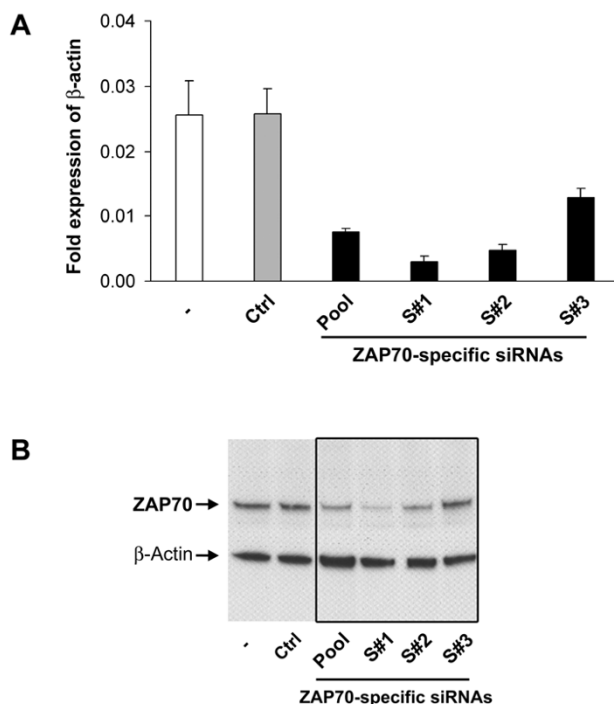 A
Fold expression of β-actin
0.04
0.03
0.02
0.01
0.00
-
Ctrl
Pool
S#1
S#2
S#3
ZAP70-specific siRNAs
B
ZAP70
β-Actin
-
Ctrl
Pool
S#1
S#2
S#3
ZAP70-specific siRNAs